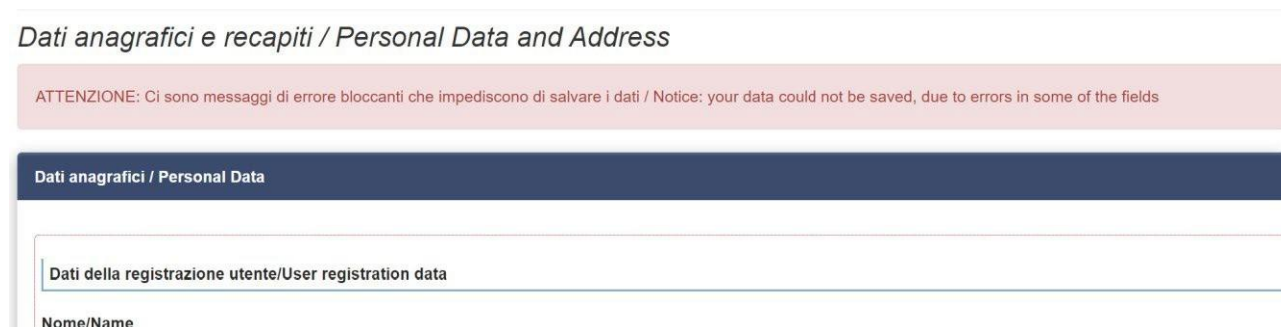 Dati anagrafici e recapiti / Personal Data and Address
ATTENZIONE: Ci sono messaggi di errore bloccanti che impediscono di salvare i dati / Notice: your data could not be saved, due to errors in some of the fields
Dati anagrafici / Personal Data
Dati della registrazione utente/User registration data
Nome/Name